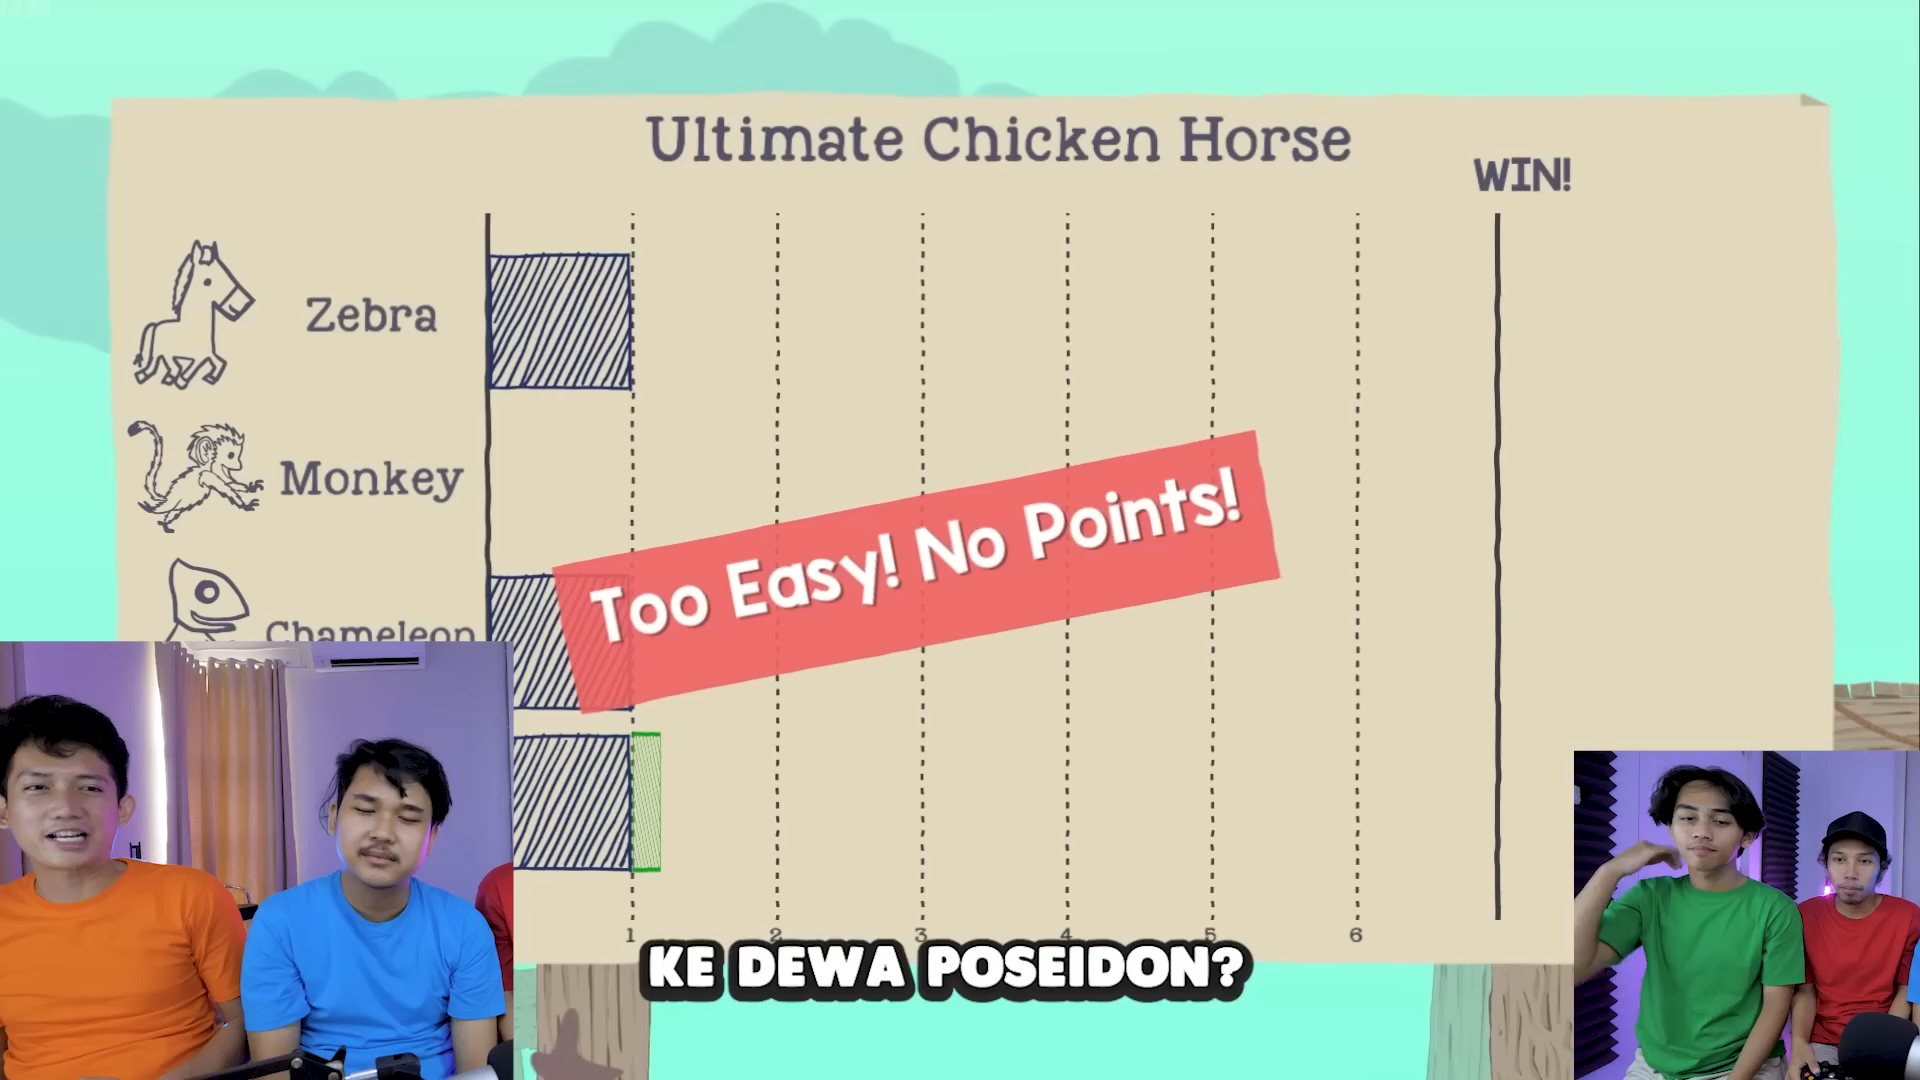 Ultimate Chicken Horse
WIN!
Zebra
Monkey
Chameleon
Too Easy! No Points!
1 2 3 4 5 6
KE DEWA POSEIDON?